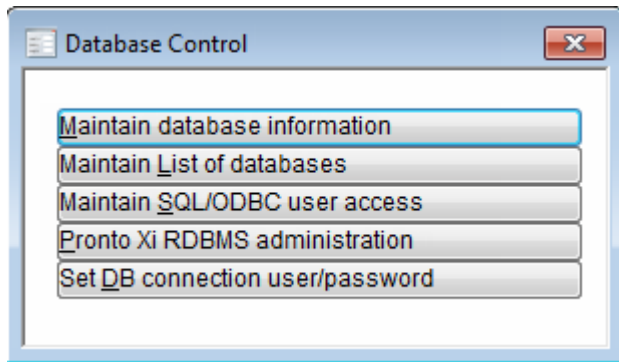 Database Control
Maintain database information
Maintain List of databases
Maintain SQL/ODBC user access
Pronto Xi RDBMS administration
Set DB connection user/password